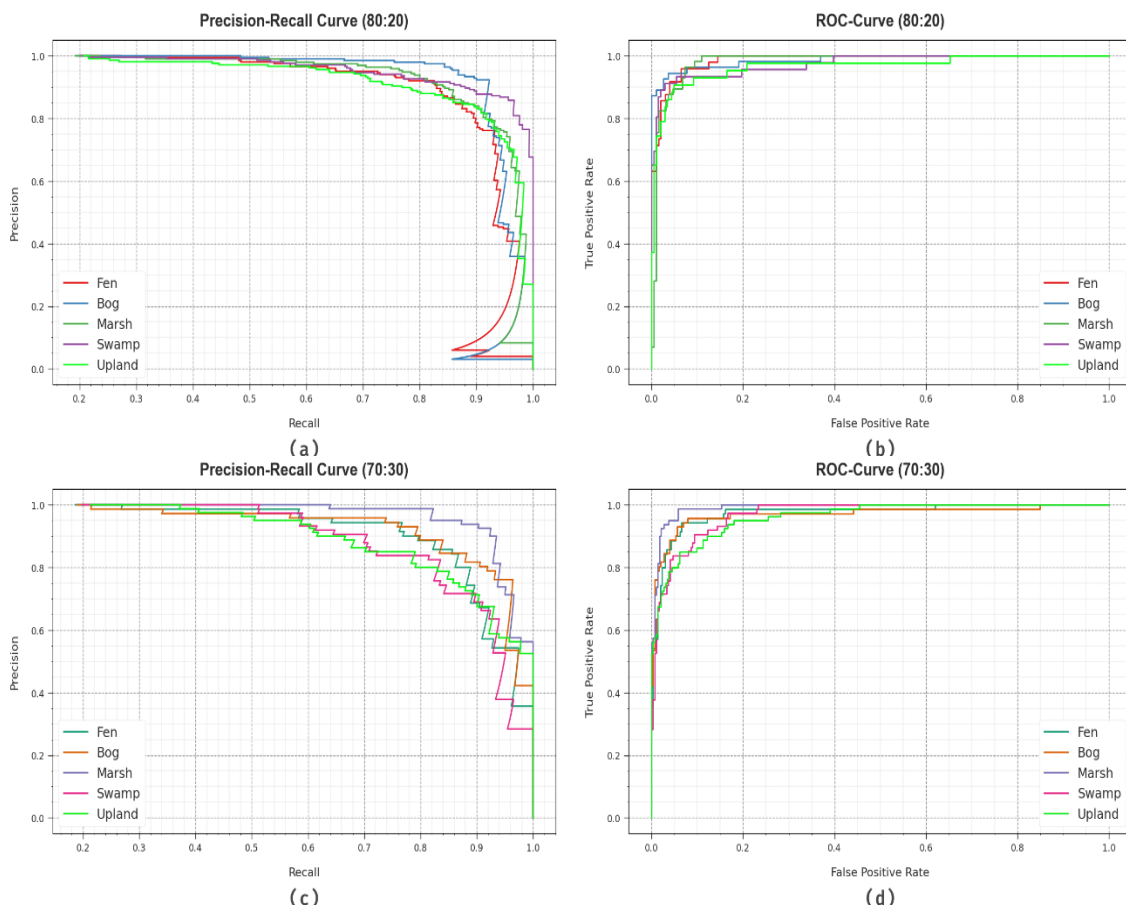 Precision-Recall Curve (80:20)
Precision
1.0
0.8
0.6
0.4
0.2
0.0
Fen
Bog
Marsh
Swamp
Upland
0.2 0.3 0.4 0.5 0.6 0.7 0.8 0.9 1.0
Recall
(a)
ROC-Curve (80:20)
True Positive Rate
1.0
0.8
0.6
0.4
0.2
0.0
Fen
Bog
Marsh
Swamp
Upland
0.0 0.2 0.4 0.6 0.8 1.0
False Positive Rate
(b)
Precision-Recall Curve (70:30)
Precision
1.0
0.8
0.6
0.4
0.2
0.0
Fen
Bog
Marsh
Swamp
Upland
0.2 0.3 0.4 0.5 0.6 0.7 0.8 0.9 1.0
Recall
(c)
ROC-Curve (70:30)
True Positive Rate
1.0
0.8
0.6
0.4
0.2
0.0
Fen
Bog
Marsh
Swamp
Upland
0.0 0.2 0.4 0.6 0.8 1.0
False Positive Rate
(d)